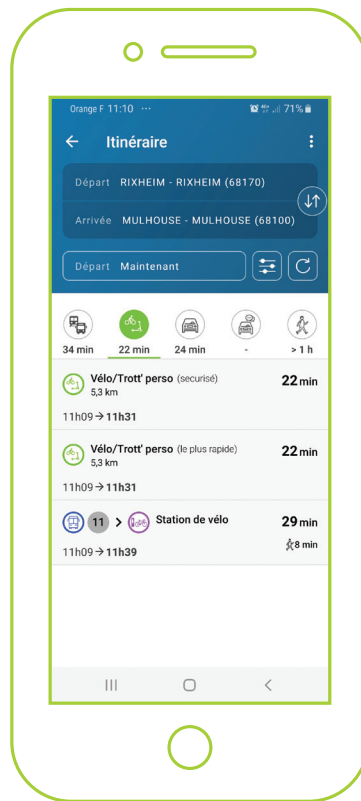 Orange F 11:10 ···
71%
Itinéraire
Départ RIXHEIM - RIXHEIM (68170)
Arrivée MULHOUSE - MULHOUSE (68100)
Départ Maintenant
34 min 22 min 24 min - > 1 h
Vélo/Trott' perso (securisé) 22 min
5,3 km
11h09 → 11h31
Vélo/Trott' perso (le plus rapide) 22 min
5,3 km
11h09 → 11h31
11 > Station de vélo 29 min
11h09 → 11h39 8 min